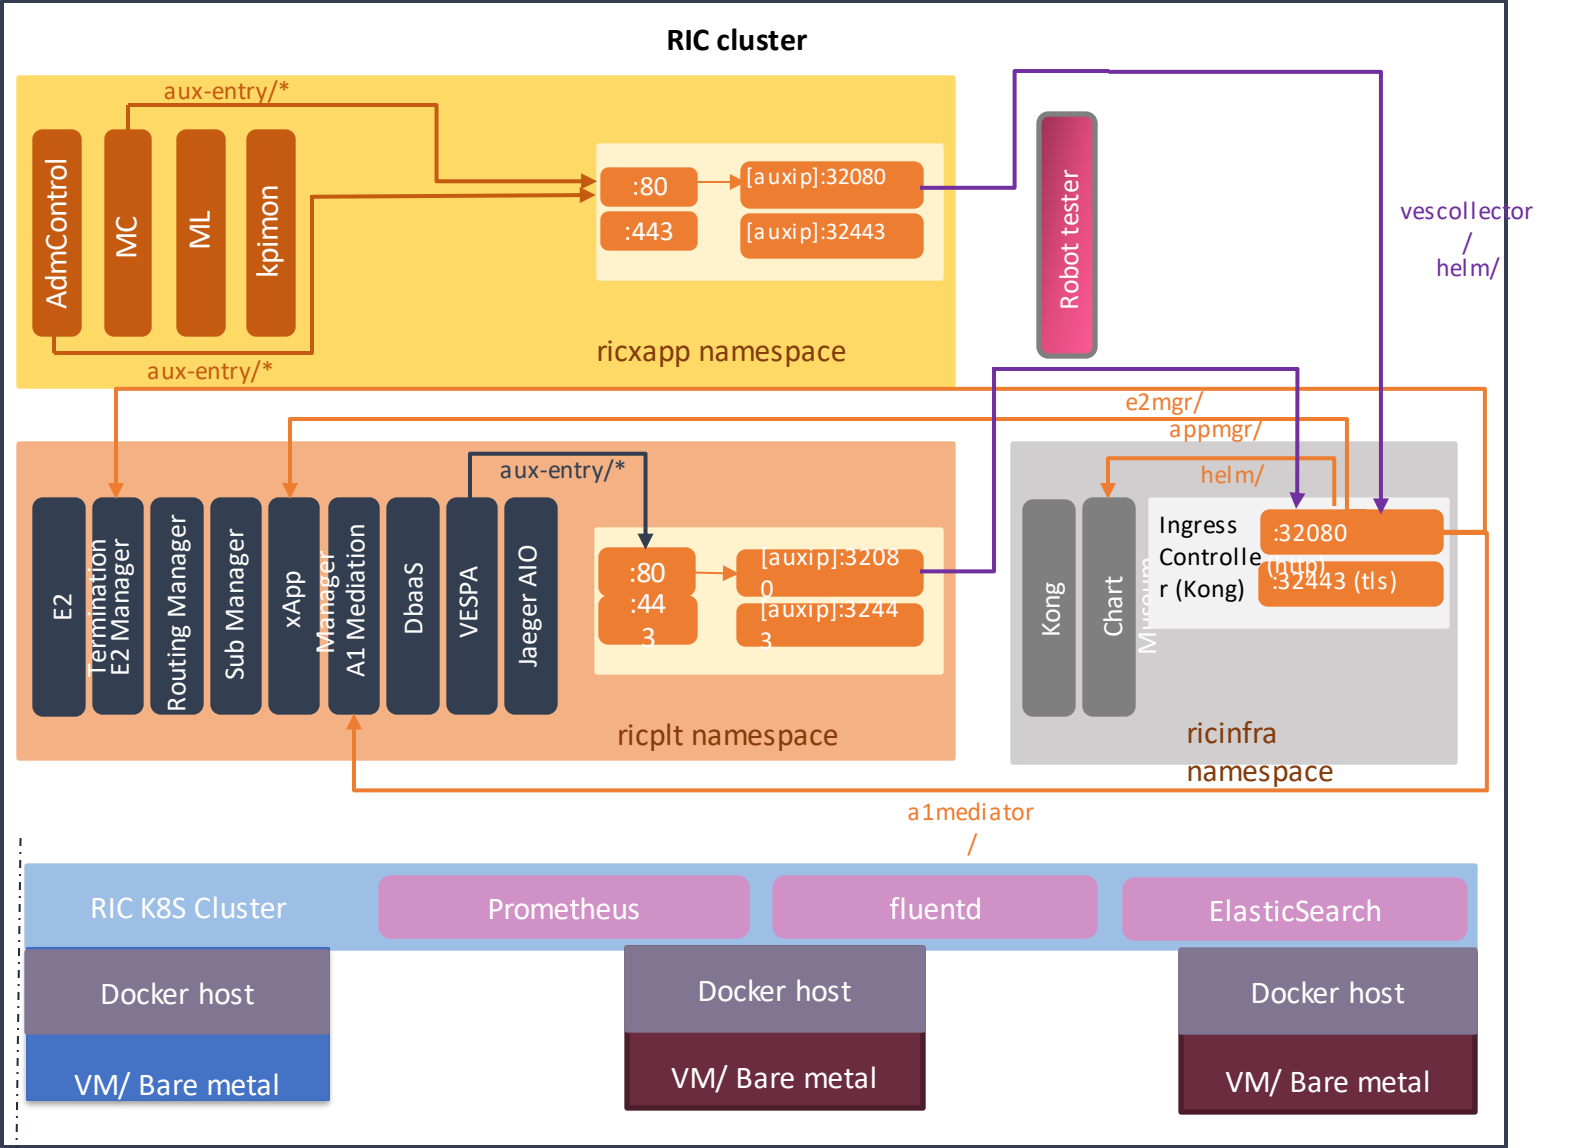 RIC cluster
aux-entry/*
AdmControl
MC
ML
kpimon
:80
:443
[auxip]:32080
[auxip]:32443
Robot tester
vescollector
/
helm/
ricxapp namespace
aux-entry/*
e2mgr/
appmgr/
helm/
aux-entry/*
E2
Termination
E2 Manager
Routing Manager
Sub Manager
xApp
Manager
A1 Mediation
DbaaS
VESPA
Jaeger AIO
:80
:44
3
[auxip]:3208
0
[auxip]:3244
3
Kong
Chart
Museum
Ingress
Controlle
r (Kong)
:32080
(http)
:32443 (tls)
ricplt namespace
ricinfra
namespace
a1mediator
/
RIC K8S Cluster
Prometheus
fluentd
ElasticSearch
Docker host
Docker host
Docker host
VM/ Bare metal
VM/ Bare metal
VM/ Bare metal